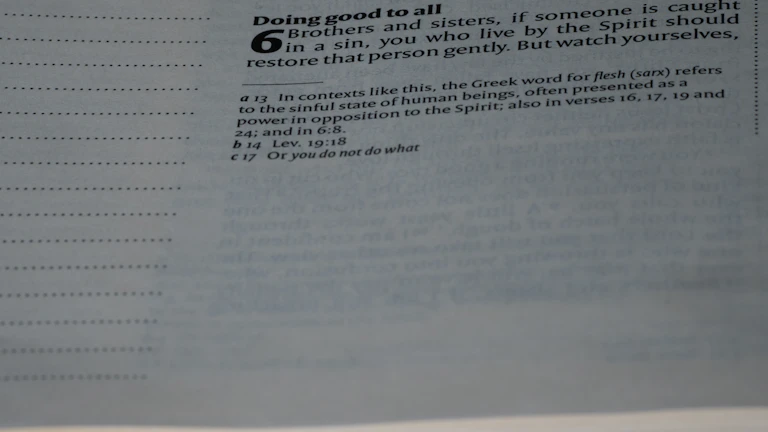 Doing good to all
6 Brothers and sisters, if someone is caught
in a sin, you who live by the Spirit should
restore that person gently. But watch yourselves,
a 13 In contexts like this, the Greek word for flesh (sarx) refers
to the sinful state of human beings, often presented as a
power in opposition to the Spirit; also in verses 16, 17, 19 and
24; and in 6:8.
b 14 Lev. 19:18
c 17 Or you do not do what